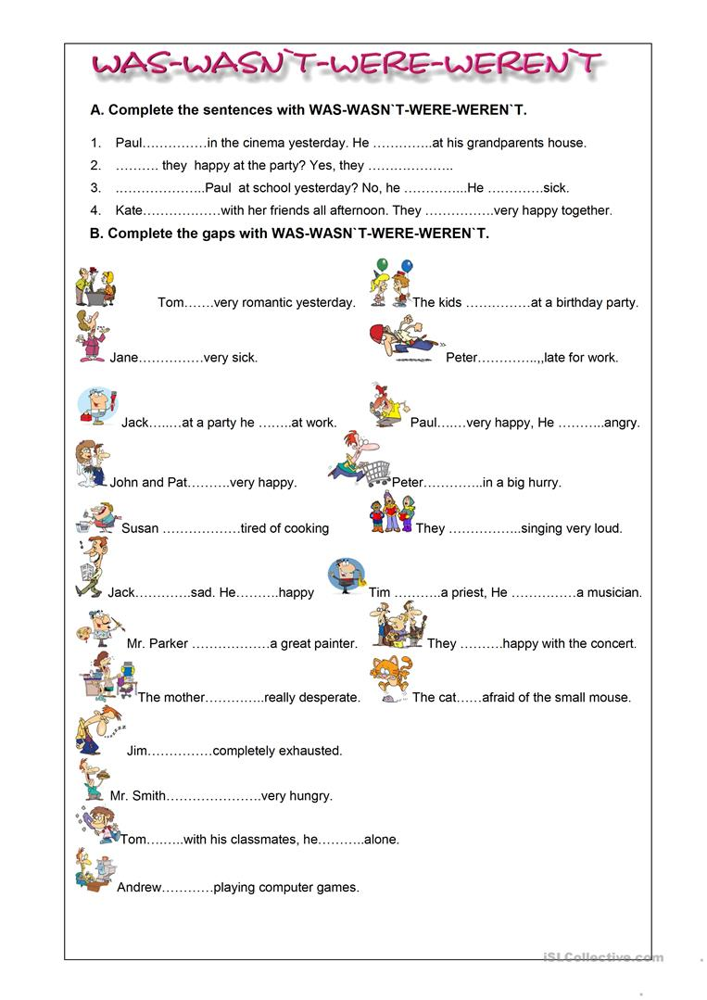 WAS-WASN`T-WERE-WEREN`T
A. Complete the sentences with WAS-WASN`T-WERE-WEREN`T.
1. Paul……………in the cinema yesterday. He …………..at his grandparents house.
2. ………. they happy at the party? Yes, they ………………..
3. ………………….Paul at school yesterday? No, he …………...He ………….sick.
4. Kate………………with her friends all afternoon. They …………….very happy together.
B. Complete the gaps with WAS-WASN`T-WERE-WEREN`T.
Tom…….very romantic yesterday. The kids ……………at a birthday party.
Jane……………very sick. Peter…………..,,late for work.
Jack….…at a party he ……..at work. Paul….…very happy, He ………..angry.
John and Pat……….very happy. Peter…………..in a big hurry.
Susan ………………tired of cooking They ……………..singing very loud.
Jack………….sad. He……….happy Tim ………..a priest, He ……………a musician.
Mr. Parker ………………a great painter. They ……….happy with the concert.
The mother…………..really desperate. The cat……afraid of the small mouse.
Jim……………completely exhausted.
Mr. Smith………………….very hungry.
Tom………with his classmates, he………..alone.
Andrew…………playing computer games.
iSLCollective.com